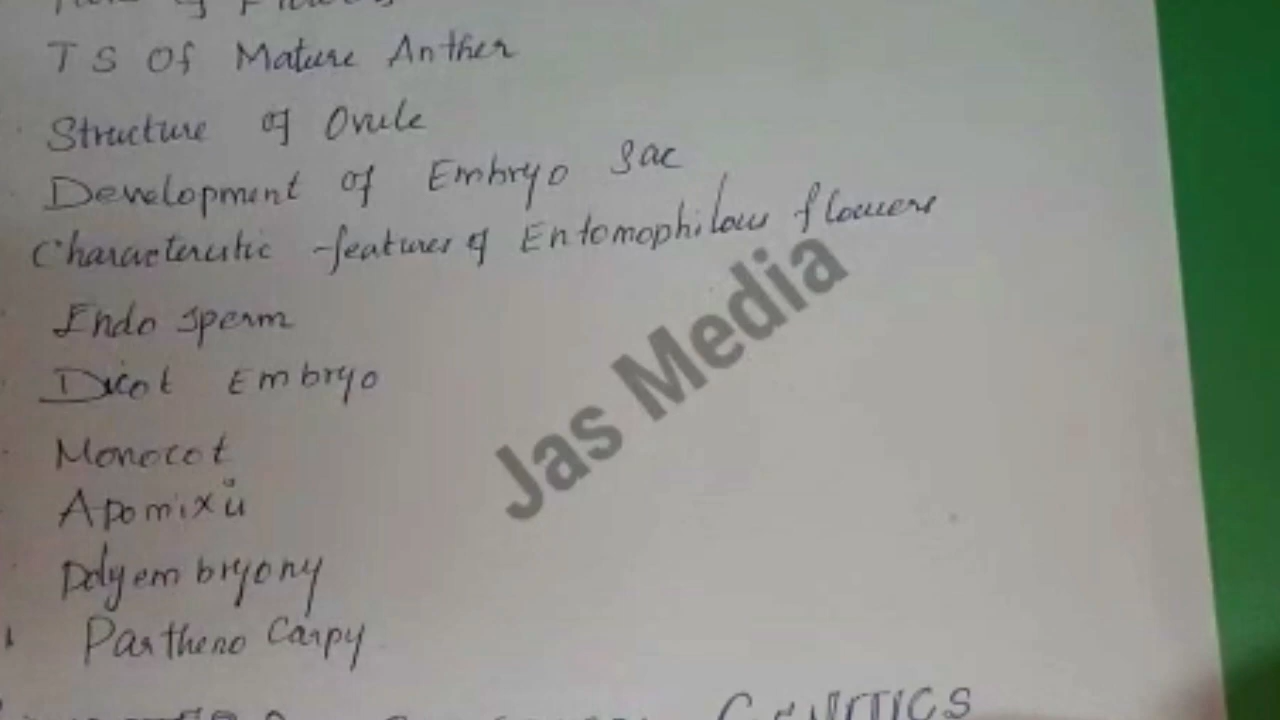 T S Of Mature Anther
Structure of Ovule
Development of Embryo Sac
Characteristic features of Entomophilous flowers
Endo sperm
Dicot Embryo
Monocot
Apomixis
Polyembryony
Partheno Carpy
GENETICS
Jas Media